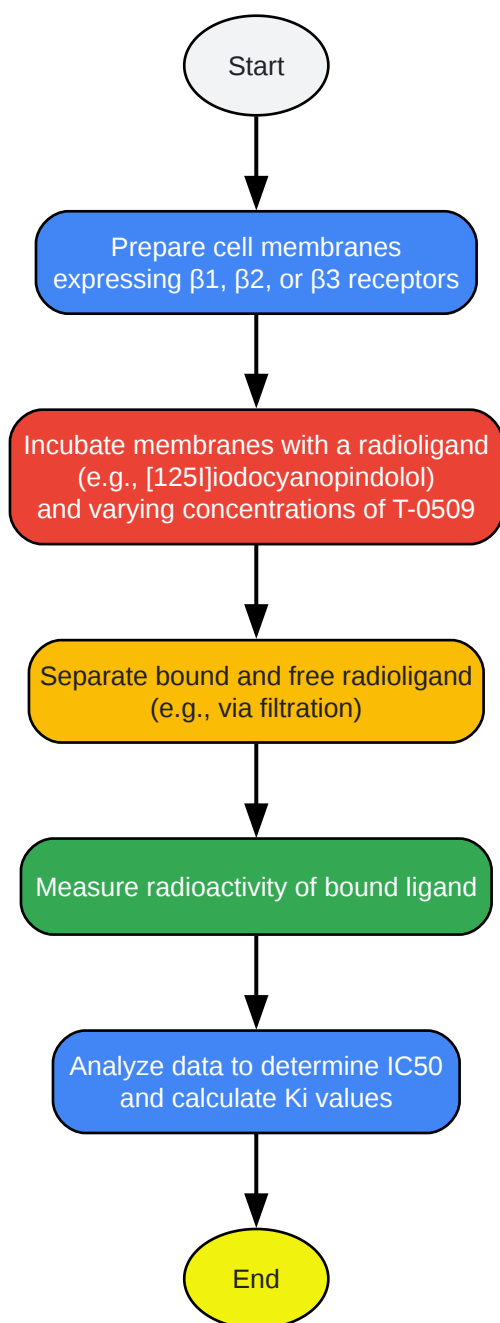 Start
Prepare cell membranes
expressing β1, β2, or β3 receptors
Incubate membranes with a radioligand
(e.g., [125I]iodocyanopindolol)
and varying concentrations of T-0509
Separate bound and free radioligand
(e.g., via filtration)
Measure radioactivity of bound ligand
Analyze data to determine IC50
and calculate Ki values
End